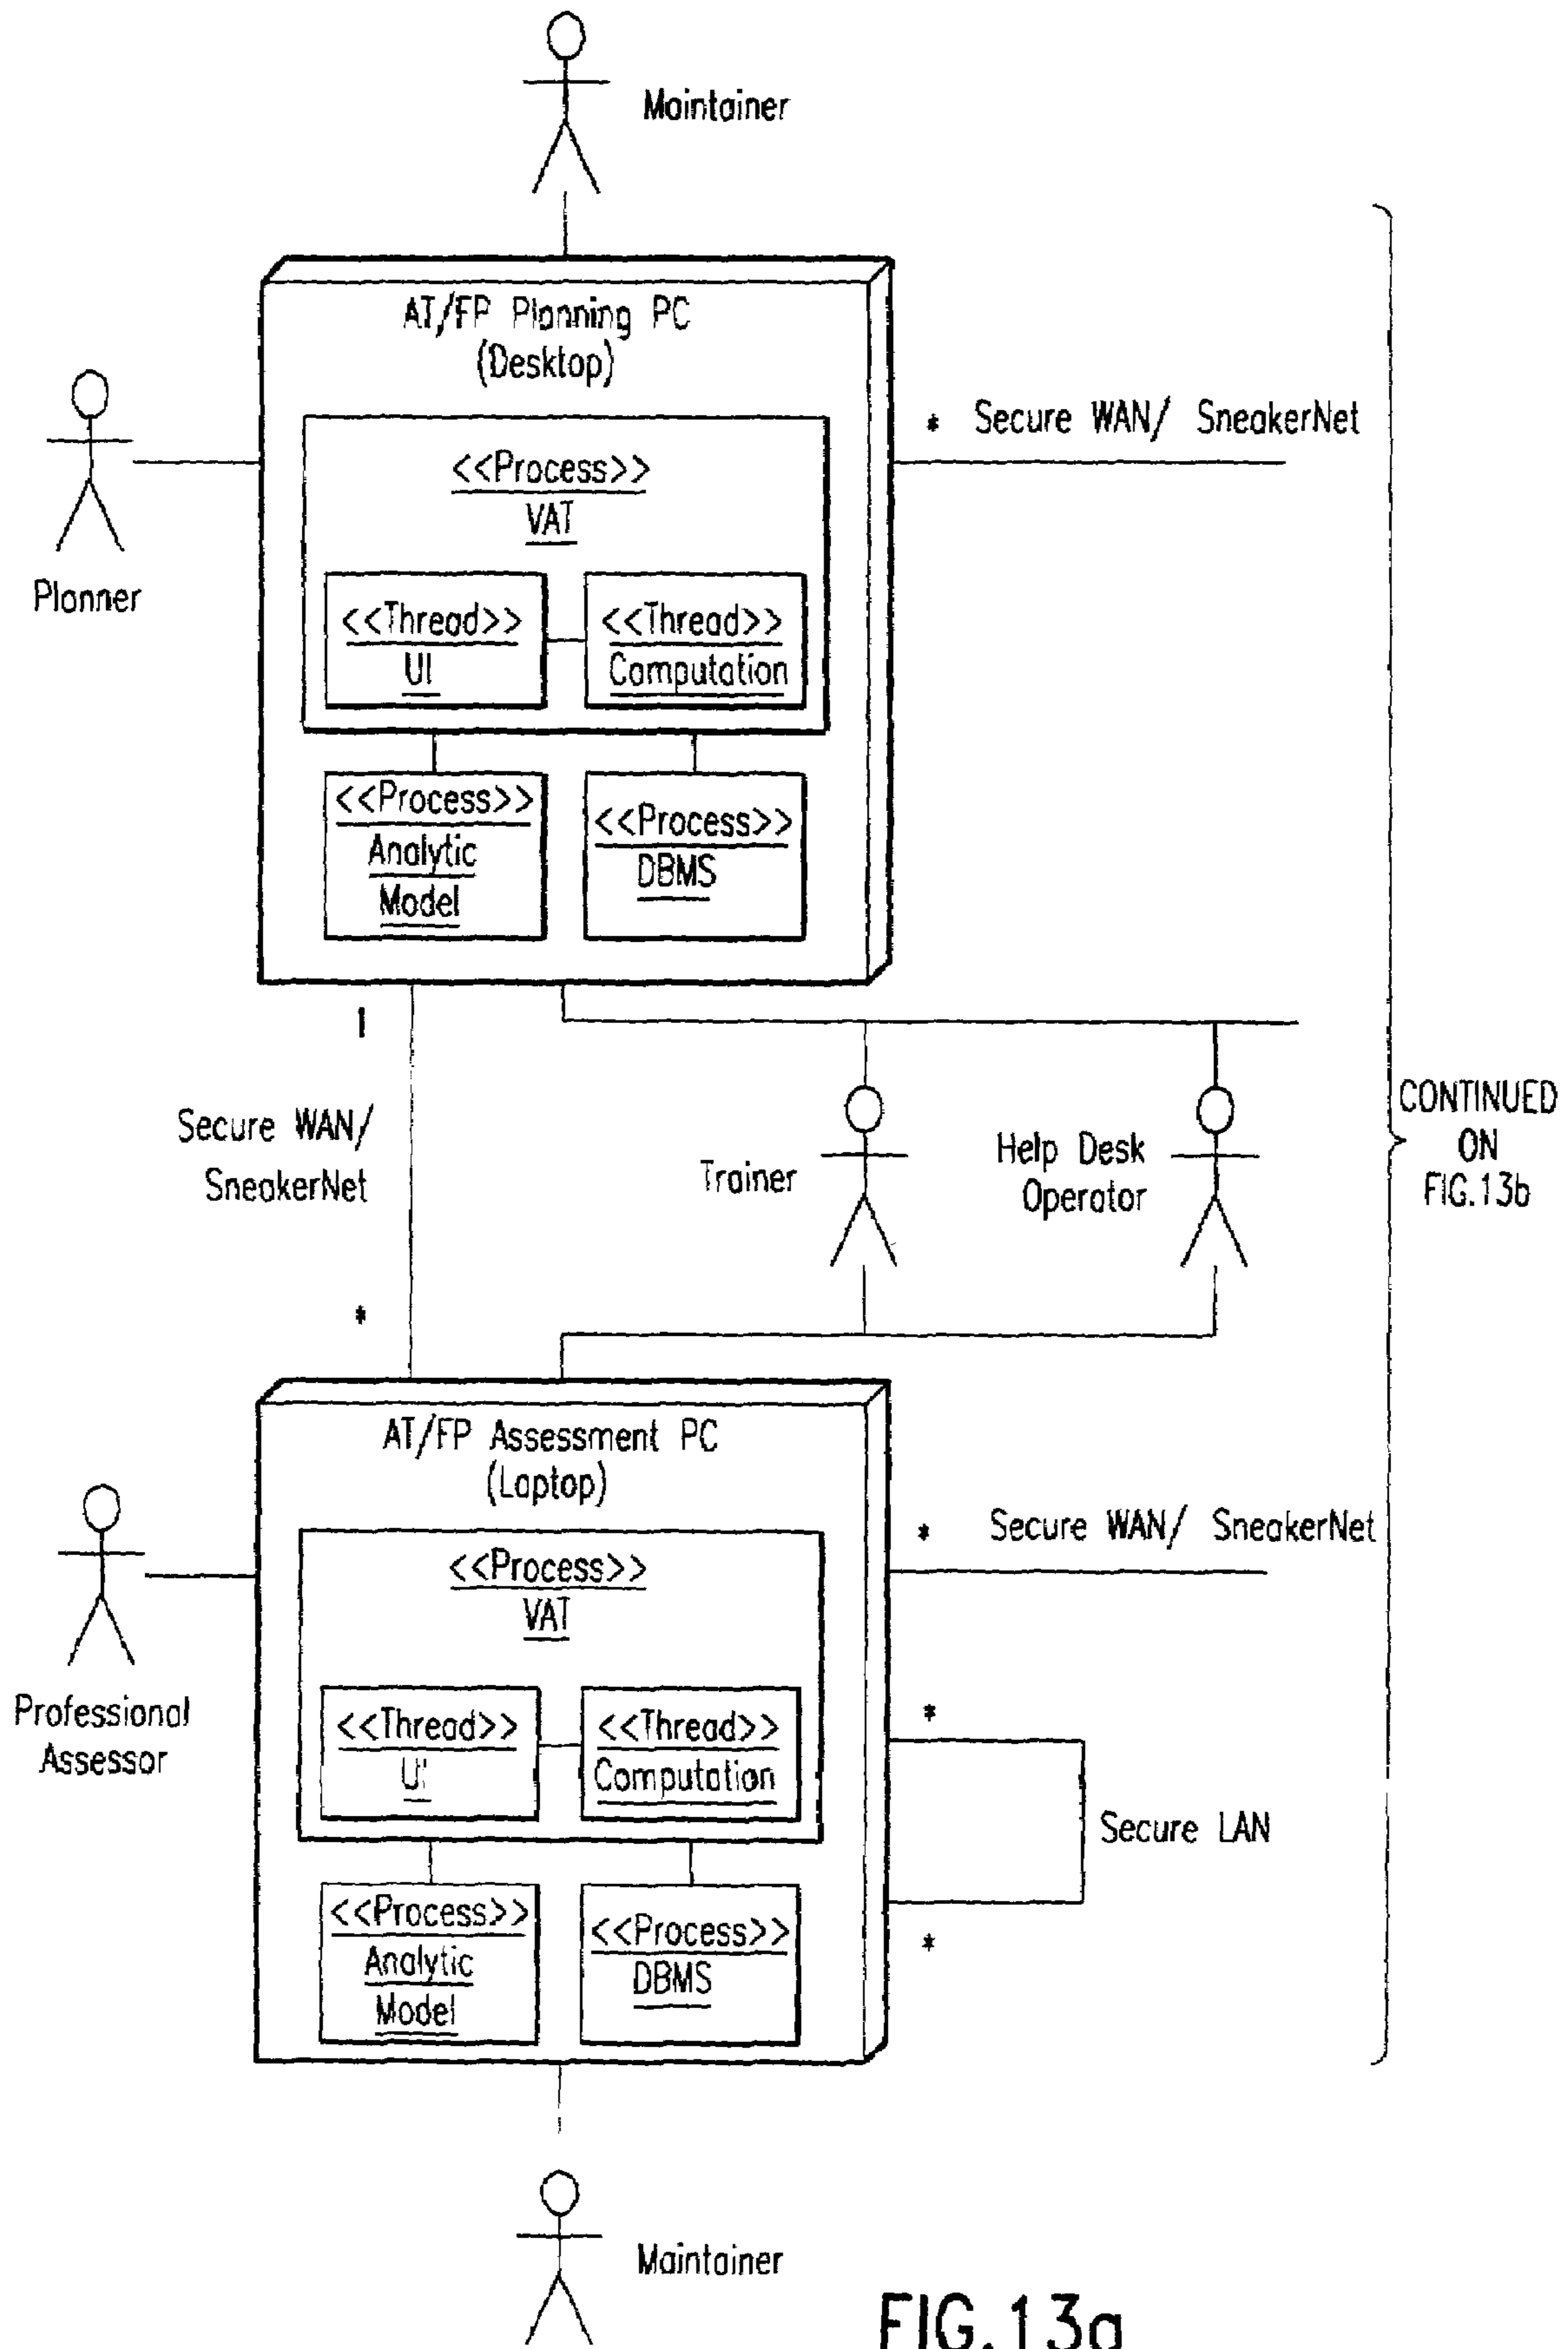 Maintainer
AT/FP Planning PC
(Desktop)
* Secure WAN/ SneakerNet
<<Process>>
VAT
Planner
<<Thread>>
UI
<<Thread>>
Computation
<<Process>>
Analytic
Model
<<Process>>
DBMS
1
Secure WAN/
SneakerNet
*
Trainer
Help Desk
Operator
CONTINUED
ON
FIG.13b
AT/FP Assessment PC
(Laptop)
* Secure WAN/ SneakerNet
<<Process>>
VAT
Professional
Assessor
<<Thread>>
UI
<<Thread>>
Computation
*
Secure LAN
*
<<Process>>
Analytic
Model
<<Process>>
DBMS
Maintainer
FIG.13a